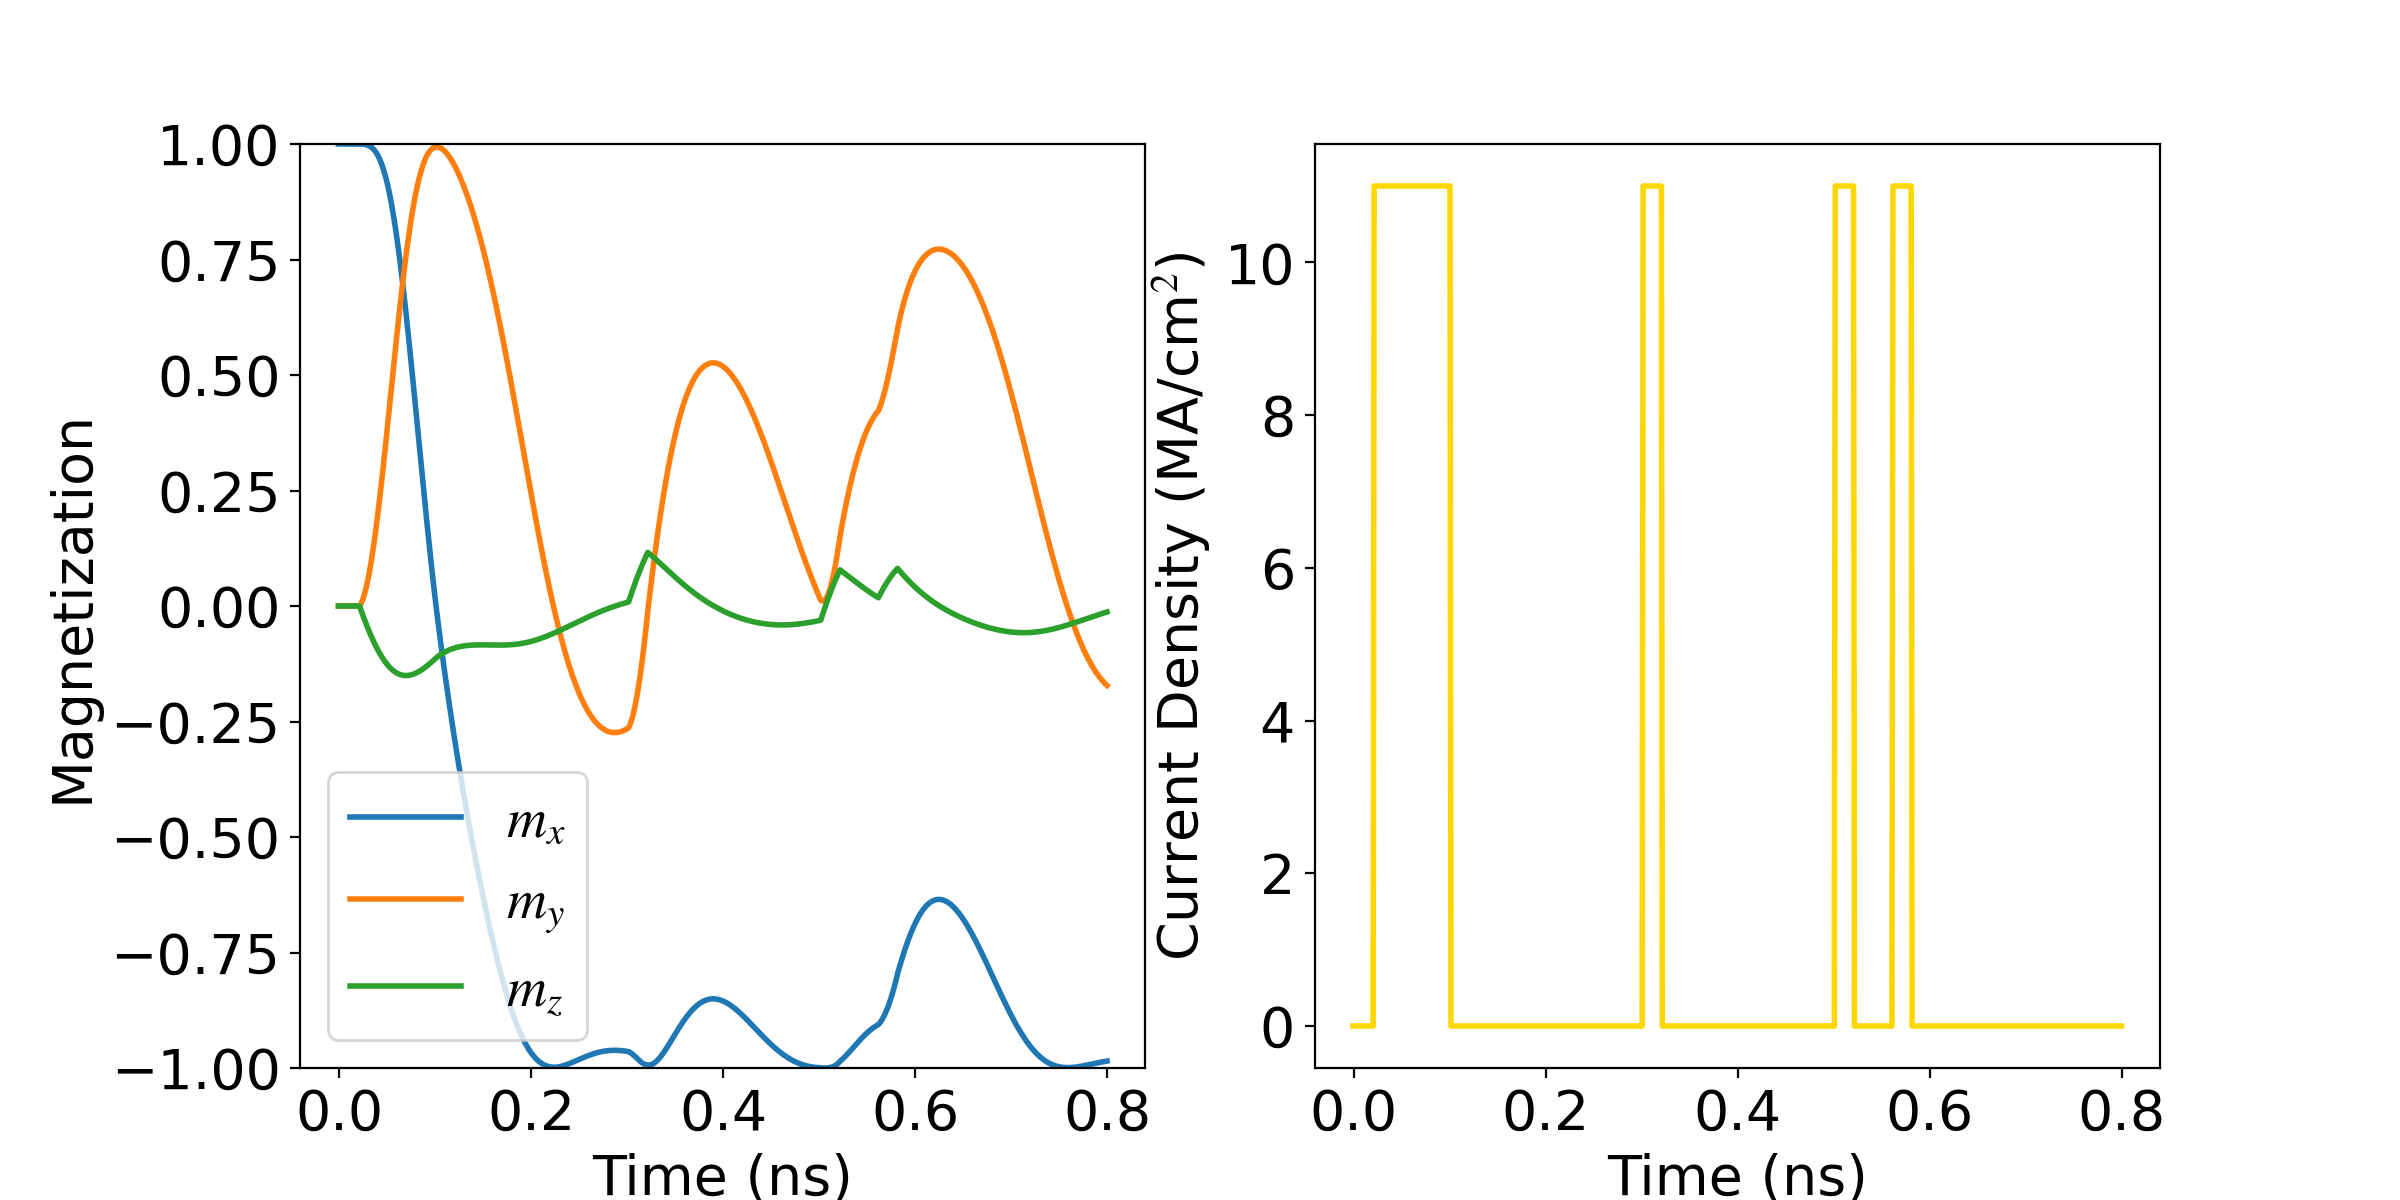 1.00
0.75
0.50
0.25
0.00
−0.25
−0.50
−0.75
−1.00
Magnetization
m_x
m_y
m_z
0.0 0.2 0.4 0.6 0.8
Time (ns)
10
8
6
4
2
0
Current Density (MA/cm²)
0.0 0.2 0.4 0.6 0.8
Time (ns)